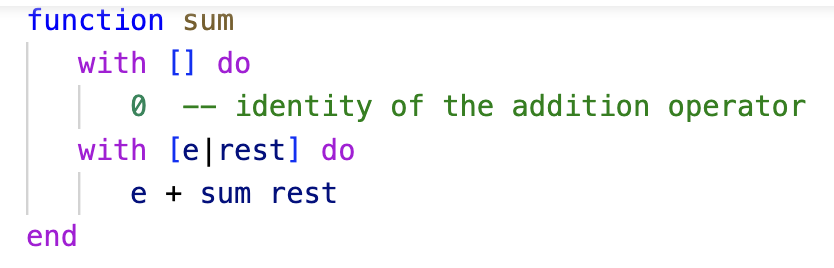 function sum
   with [] do
      0  -- identity of the addition operator
   with [e|rest] do
      e + sum rest
end